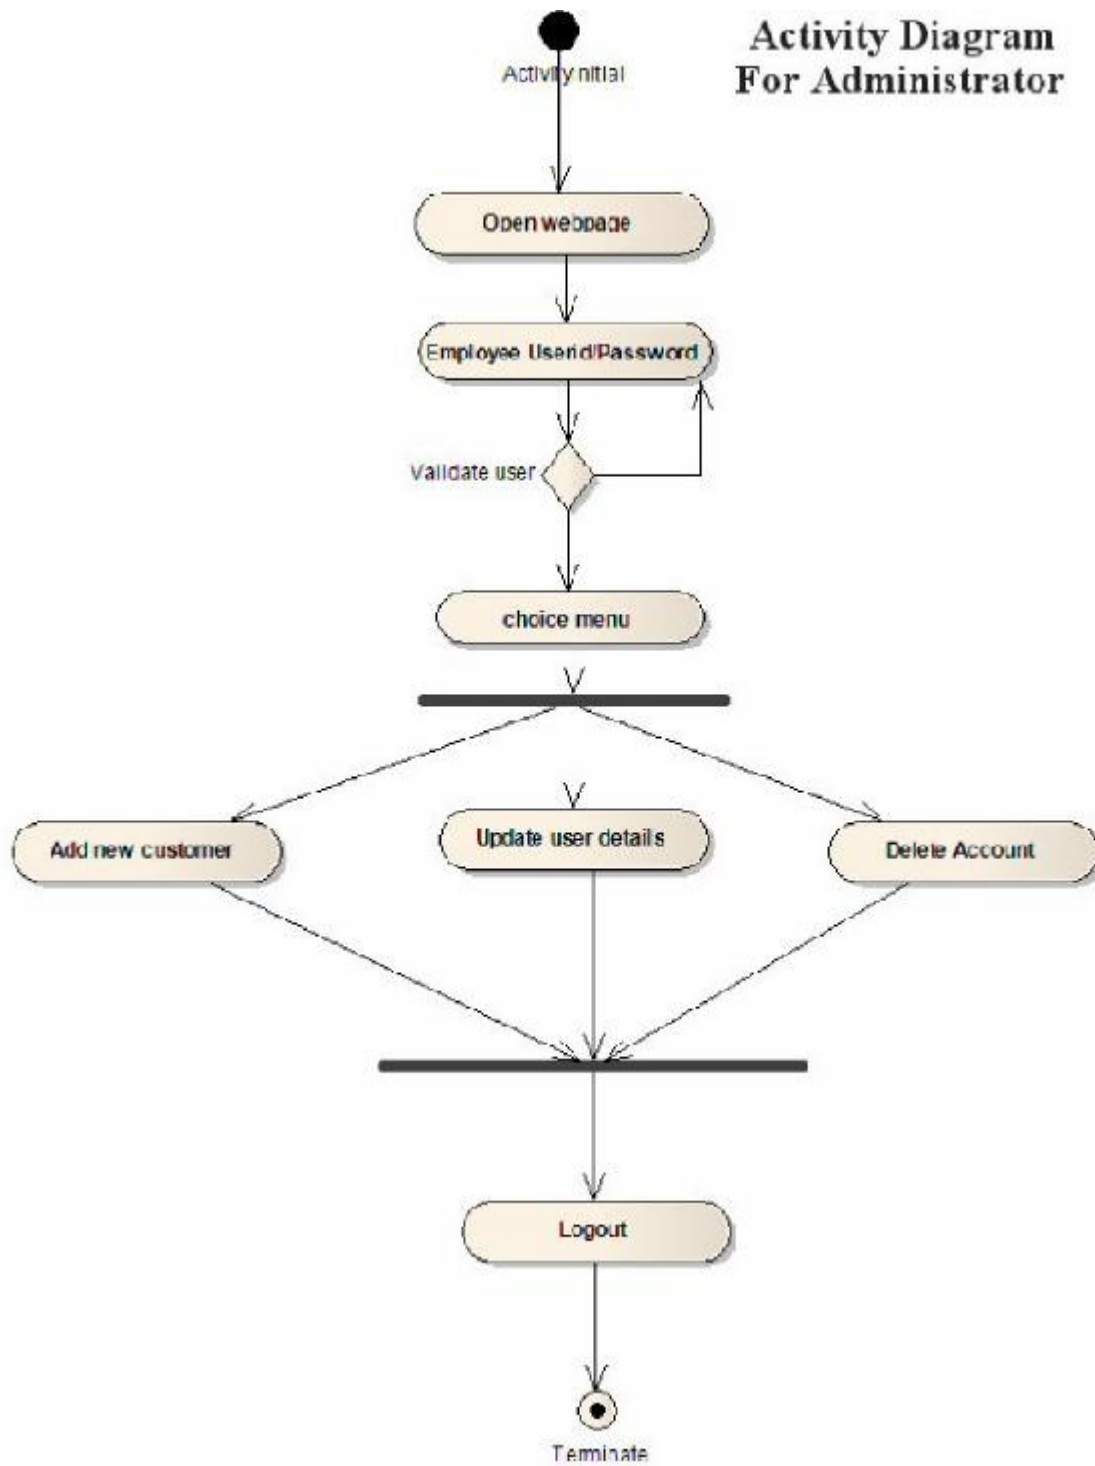 Activity Diagram
For Administrator
Activity nitial
Open webpage
Employee Userid/Password
Validate user
choice menu
Add new customer
Update user details
Delete Account
Logout
Terminate